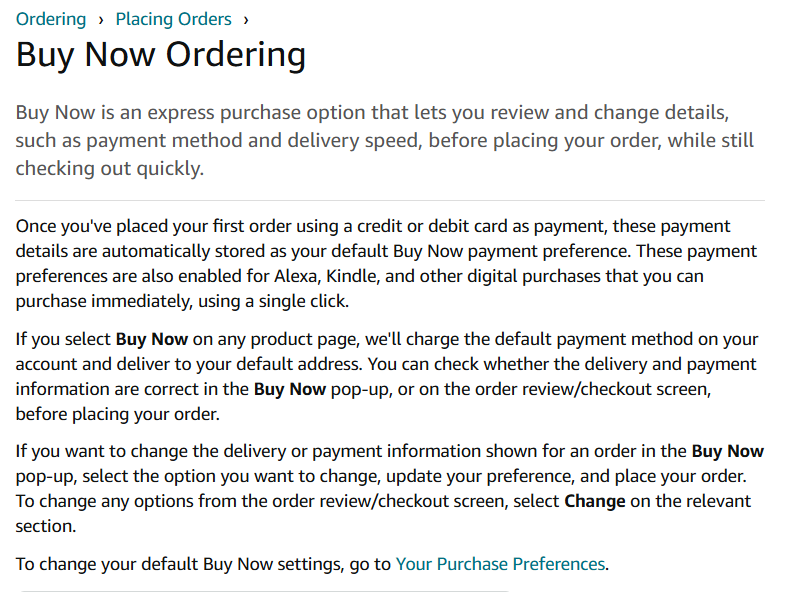 Ordering › Placing Orders ›
Buy Now Ordering
Buy Now is an express purchase option that lets you review and change details,
such as payment method and delivery speed, before placing your order, while still
checking out quickly.
Once you've placed your first order using a credit or debit card as payment, these payment
details are automatically stored as your default Buy Now payment preference. These payment
preferences are also enabled for Alexa, Kindle, and other digital purchases that you can
purchase immediately, using a single click.
If you select Buy Now on any product page, we'll charge the default payment method on your
account and deliver to your default address. You can check whether the delivery and payment
information are correct in the Buy Now pop-up, or on the order review/checkout screen,
before placing your order.
If you want to change the delivery or payment information shown for an order in the Buy Now
pop-up, select the option you want to change, update your preference, and place your order.
To change any options from the order review/checkout screen, select Change on the relevant
section.
To change your default Buy Now settings, go to Your Purchase Preferences.